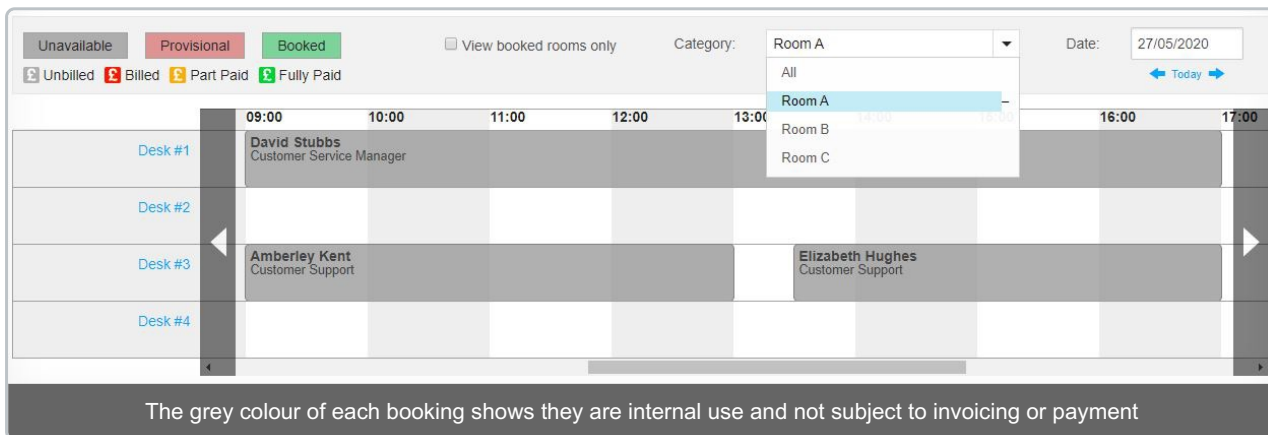 Unavailable Provisional Booked View booked rooms only Category: Room A Date: 27/05/2020
£ Unbilled £ Billed £ Part Paid £ Fully Paid All Today
Room A
Room B
Room C
09:00 10:00 11:00 12:00 13:00 16:00 17:00
Desk #1 David Stubbs
Customer Service Manager
Desk #2
Desk #3 Amberley Kent Elizabeth Hughes
Customer Support Customer Support
Desk #4
The grey colour of each booking shows they are internal use and not subject to invoicing or payment